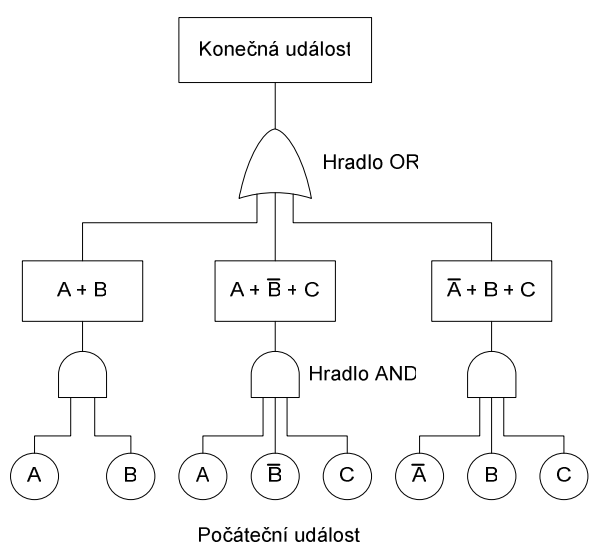 Konečná událost
Hradlo OR
A + B
A + B̅ + C
A̅ + B + C
Hradlo AND
A
B
A
B̅
C
A̅
B
C
Počáteční událost